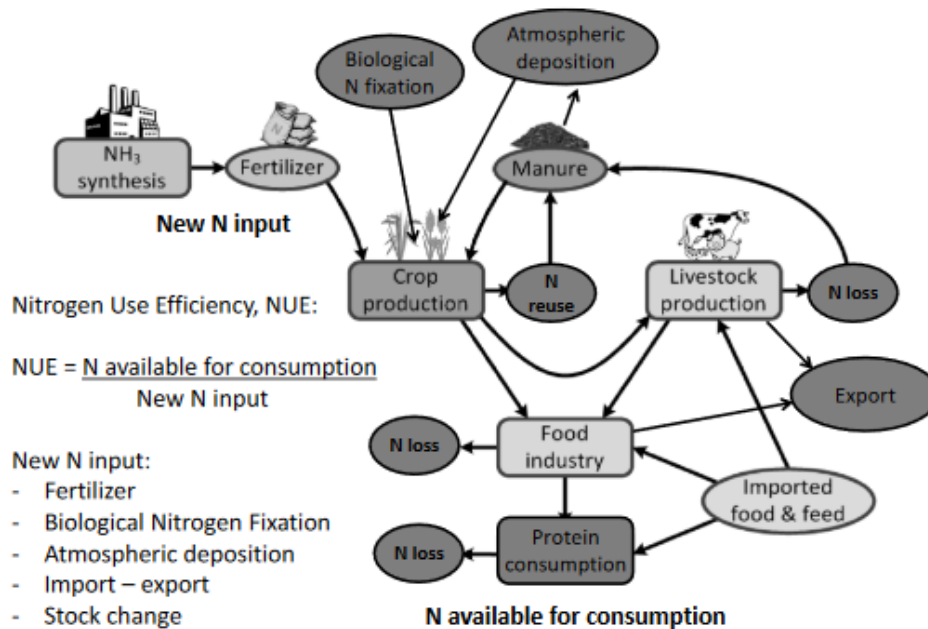 Atmospheric
deposition
Biological
N fixation
NH₃
synthesis
N
Fertilizer
Manure
New N input
Crop
production
N
reuse
Livestock
production
N loss
Nitrogen Use Efficiency, NUE:
NUE = N available for consumption
New N input
Export
N loss
Food
industry
Imported
food & feed
New N input:
- Fertilizer
- Biological Nitrogen Fixation
- Atmospheric deposition
- Import – export
- Stock change
N loss
Protein
consumption
N available for consumption